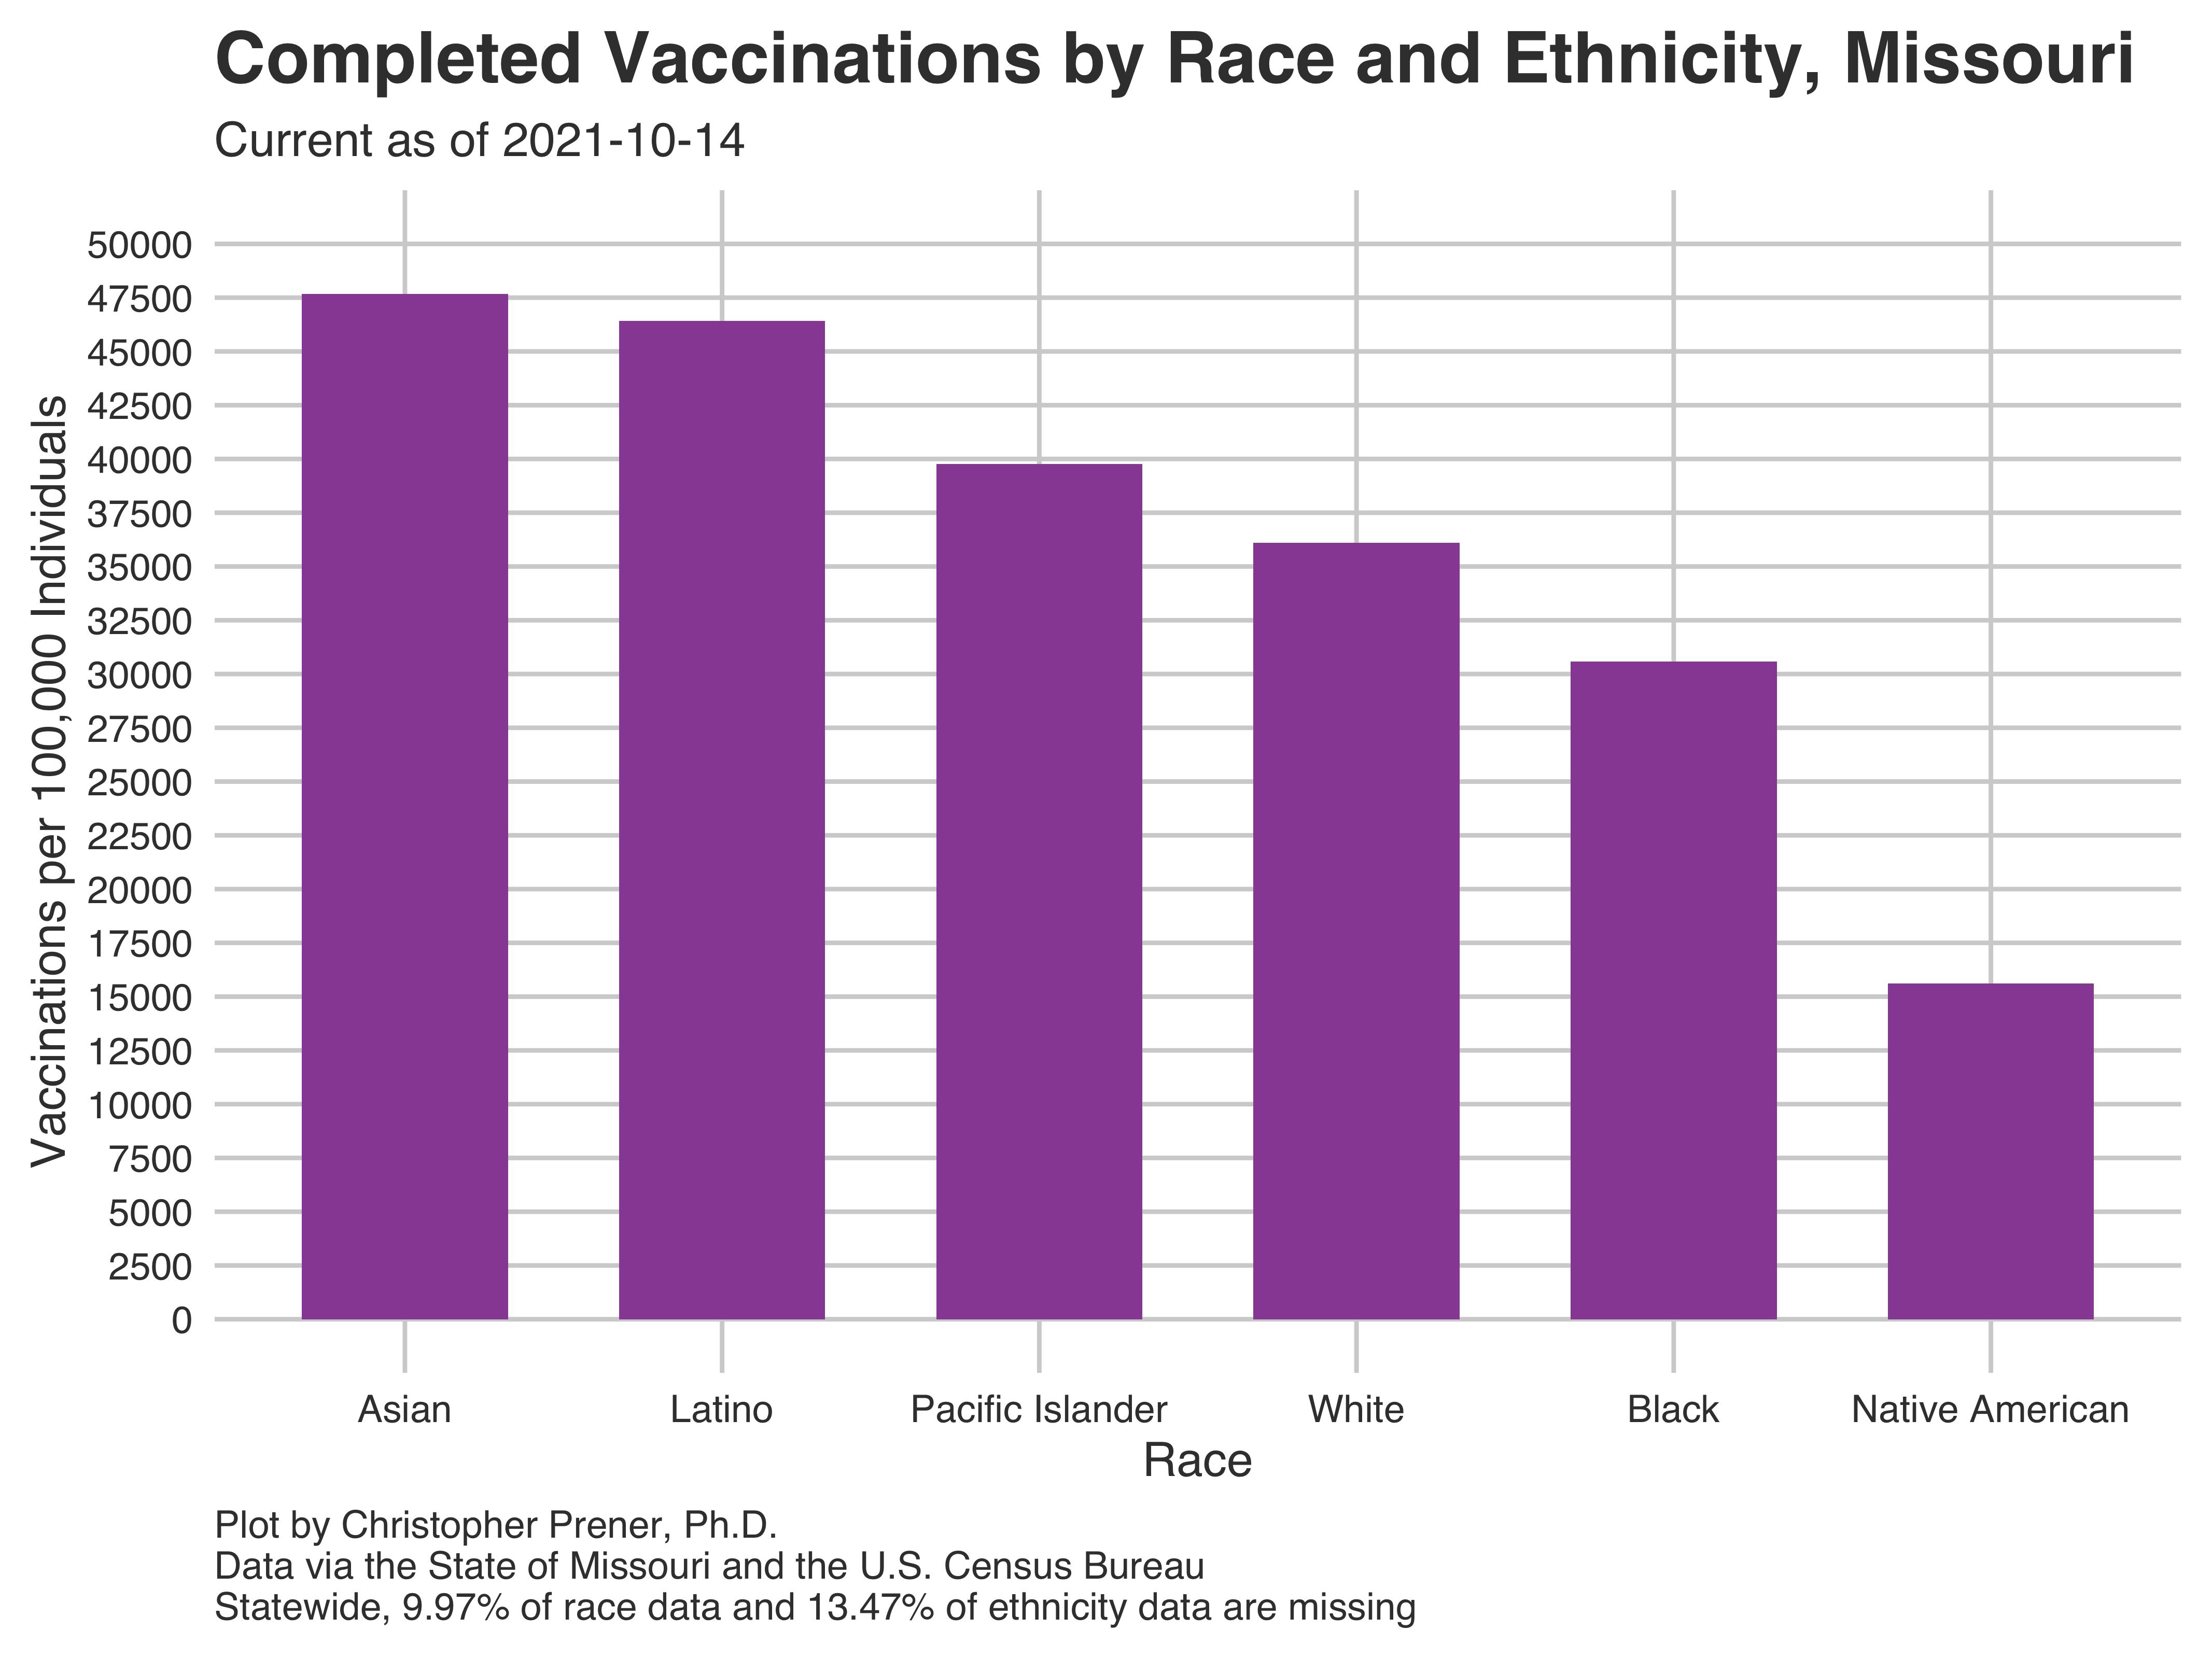 Completed Vaccinations by Race and Ethnicity, Missouri
Current as of 2021-10-14
Vaccinations per 100,000 Individuals
50000
47500
45000
42500
40000
37500
35000
32500
30000
27500
25000
22500
20000
17500
15000
12500
10000
7500
5000
2500
0
Asian Latino Pacific Islander White Black Native American
Race
Plot by Christopher Prener, Ph.D.
Data via the State of Missouri and the U.S. Census Bureau
Statewide, 9.97% of race data and 13.47% of ethnicity data are missing